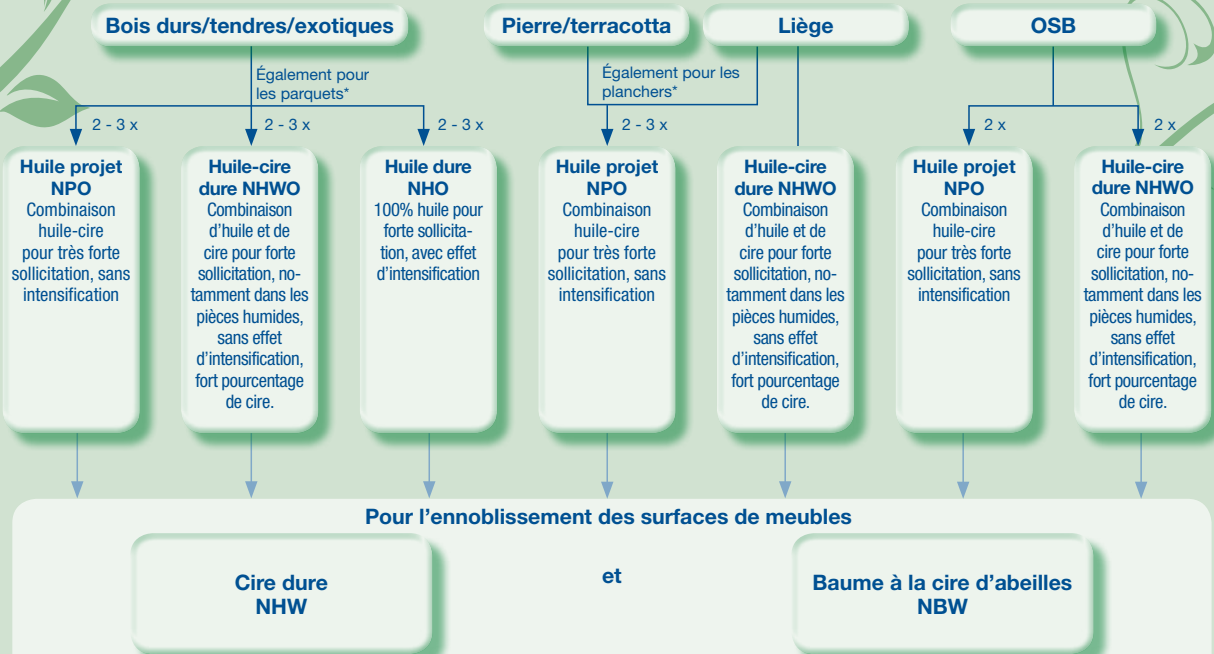 Bois durs/tendres/exotiques
Pierre/terracotta
Liège
OSB
Également pour
les parquets*
Également pour les
planchers*
2 - 3 x
2 - 3 x
2 - 3 x
2 - 3 x
2 x
2 x
Huile projet
NPO
Combinaison
huile-cire
pour très forte
sollicitation, sans
intensification
Huile-cire
dure NHWO
Combinaison
d'huile et de
cire pour forte
sollicitation, no-
tamment dans les
pièces humides,
sans effet
d'intensification,
fort pourcentage
de cire.
Huile dure
NHO
100% huile pour
forte sollicita-
tion, avec effet
d'intensification
Huile projet
NPO
Combinaison
huile-cire
pour très forte
sollicitation, sans
intensification
Huile-cire
dure NHWO
Combinaison
d'huile et de
cire pour forte
sollicitation, no-
tamment dans les
pièces humides,
sans effet
d'intensification,
fort pourcentage
de cire.
Huile projet
NPO
Combinaison
huile-cire
pour très forte
sollicitation, sans
intensification
Huile-cire
dure NHWO
Combinaison
d'huile et de
cire pour forte
sollicitation, no-
tamment dans les
pièces humides,
sans effet
d'intensification,
fort pourcentage
de cire.
Pour l'ennoblissement des surfaces de meubles
Cire dure
NHW
et
Baume à la cire d'abeilles
NBW